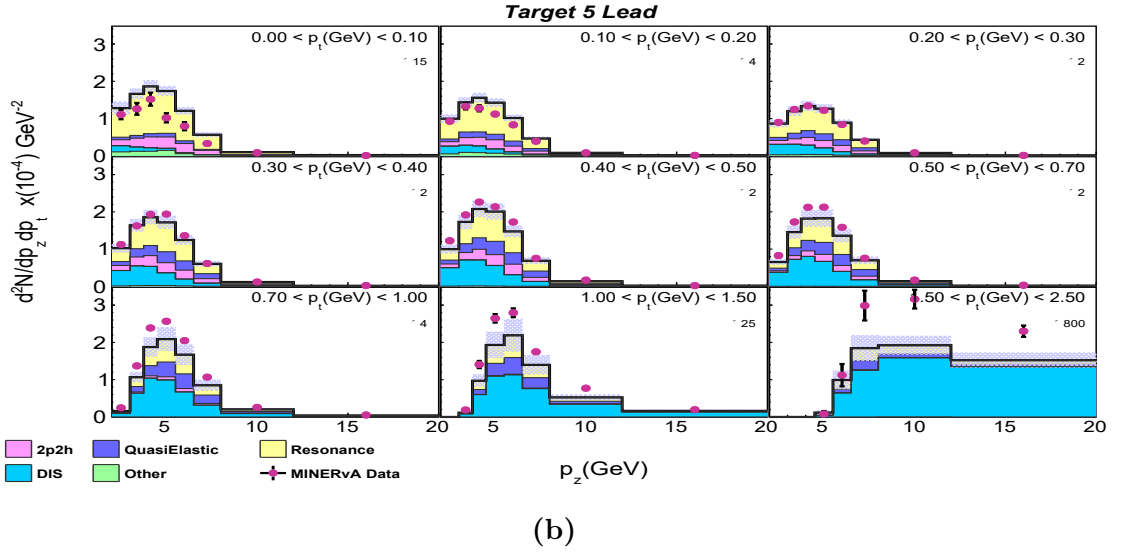 Target 5 Lead
0.00 < p_t(GeV) < 0.10
0.10 < p_t(GeV) < 0.20
0.20 < p_t(GeV) < 0.30
15
4
2
3
2
1
0
0.30 < p_t(GeV) < 0.40
0.40 < p_t(GeV) < 0.50
0.50 < p_t(GeV) < 0.70
2
2
2
3
2
1
0
0.70 < p_t(GeV) < 1.00
1.00 < p_t(GeV) < 1.50
50 < p_t(GeV) < 2.50
4
25
800
3
2
1
0
d²N/dp_z dp_t x(10⁻⁴) GeV⁻²
5 10 15 20 5 10 15 20 5 10 15 20
p_z(GeV)
2p2h QuasiElastic Resonance
DIS Other MINERvA Data
(b)